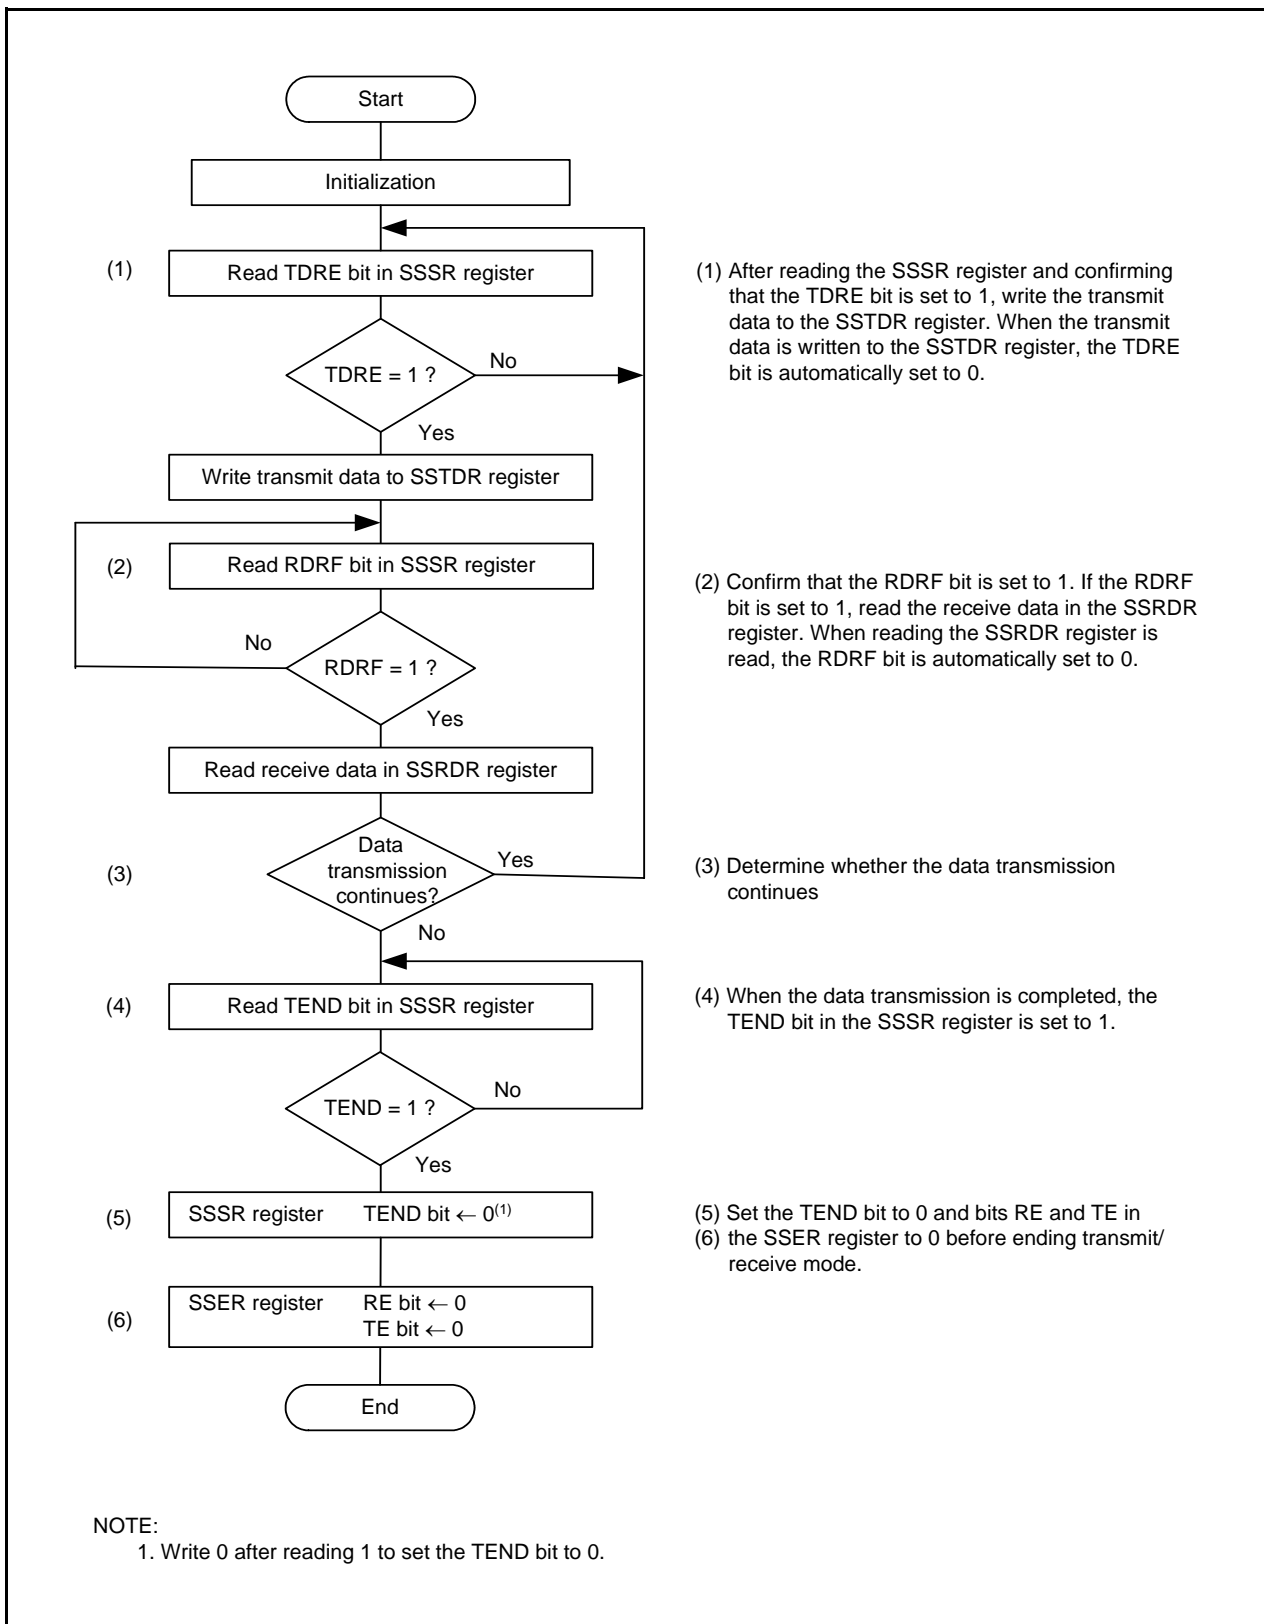 Start
Initialization
(1)
Read TDRE bit in SSSR register
TDRE = 1 ?
No
Yes
Write transmit data to SSTDR register
(2)
Read RDRF bit in SSSR register
No
RDRF = 1 ?
Yes
Read receive data in SSRDR register
(3)
Data
transmission
continues?
Yes
No
(4)
Read TEND bit in SSSR register
TEND = 1 ?
No
Yes
(5)
SSSR register TEND bit ← 0(1)
(6)
SSER register RE bit ← 0
TE bit ← 0
End
(1) After reading the SSSR register and confirming
that the TDRE bit is set to 1, write the transmit
data to the SSTDR register. When the transmit
data is written to the SSTDR register, the TDRE
bit is automatically set to 0.
(2) Confirm that the RDRF bit is set to 1. If the RDRF
bit is set to 1, read the receive data in the SSRDR
register. When reading the SSRDR register is
read, the RDRF bit is automatically set to 0.
(3) Determine whether the data transmission
continues
(4) When the data transmission is completed, the
TEND bit in the SSSR register is set to 1.
(5) Set the TEND bit to 0 and bits RE and TE in
(6) the SSER register to 0 before ending transmit/
receive mode.
NOTE:
1. Write 0 after reading 1 to set the TEND bit to 0.